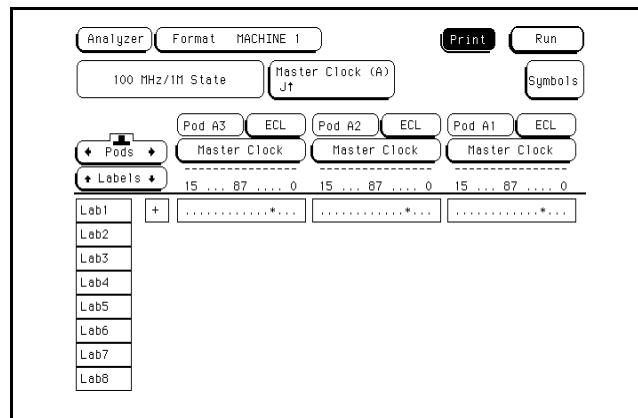 Analyzer Format MACHINE 1 Print Run
100 MHz/1M State Master Clock (A) Symbols
J↑
Pod A3 ECL Pod A2 ECL Pod A1 ECL
← Pods → Master Clock Master Clock Master Clock
↑ Labels ↓ 15 ... 87 .... 0 15 ... 87 .... 0 15 ... 87 .... 0
Lab1 + ............*... ............*... ............*...
Lab2
Lab3
Lab4
Lab5
Lab6
Lab7
Lab8